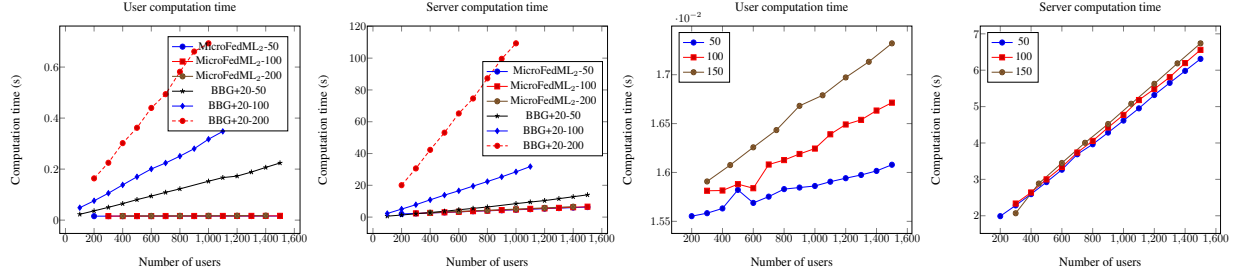 User computation time
Computation time (s)
0.6
0.4
0.2
0
MicroFedML2-50
MicroFedML2-100
MicroFedML2-200
BBG+20-50
BBG+20-100
BBG+20-200
0 200 400 600 800 1,000 1,200 1,400 1,600
Number of users
Server computation time
Computation time (s)
120
100
80
60
40
20
0
MicroFedML2-50
MicroFedML2-100
MicroFedML2-200
BBG+20-50
BBG+20-100
BBG+20-200
0 200 400 600 800 1,000 1,200 1,400 1,600
Number of users
User computation time
·10−2
Computation time (s)
1.7
1.65
1.6
1.55
50
100
150
200 400 600 800 1,000 1,200 1,400 1,600
Number of users
Server computation time
Computation time (s)
7
6
5
4
3
2
50
100
150
200 400 600 800 1,000 1,200 1,400 1,600
Number of users